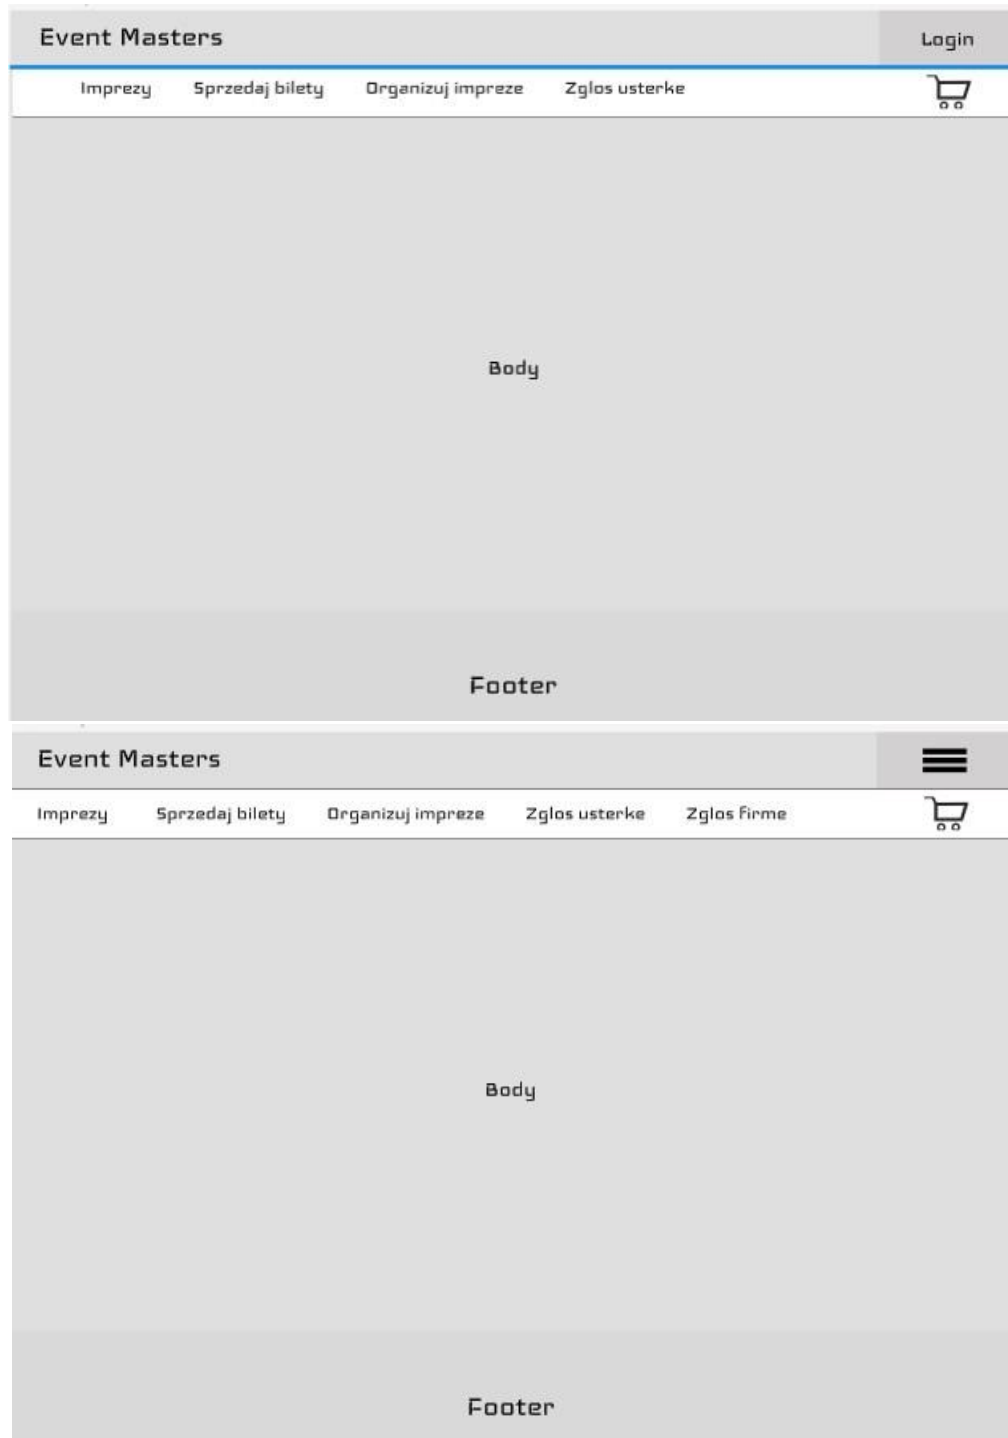 Event Masters Login
Imprezy Sprzedaj bilety Organizuj impreze Zglos usterke
Body
Footer
Event Masters
Imprezy Sprzedaj bilety Organizuj impreze Zglos usterke Zglos firme
Body
Footer